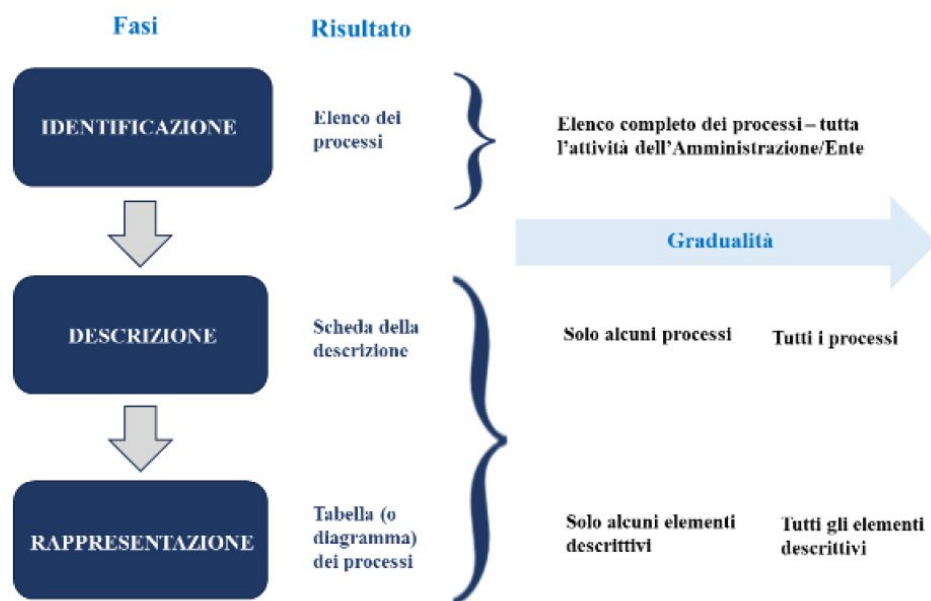 Fasi
Risultato
IDENTIFICAZIONE
Elenco dei
processi
Elenco completo dei processi – tutta
l'attività dell'Amministrazione/Ente
Gradualità
DESCRIZIONE
Scheda della
descrizione
Solo alcuni processi
Tutti i processi
RAPPRESENTAZIONE
Tabella (o
diagramma)
dei processi
Solo alcuni elementi
descrittivi
Tutti gli elementi
descrittivi